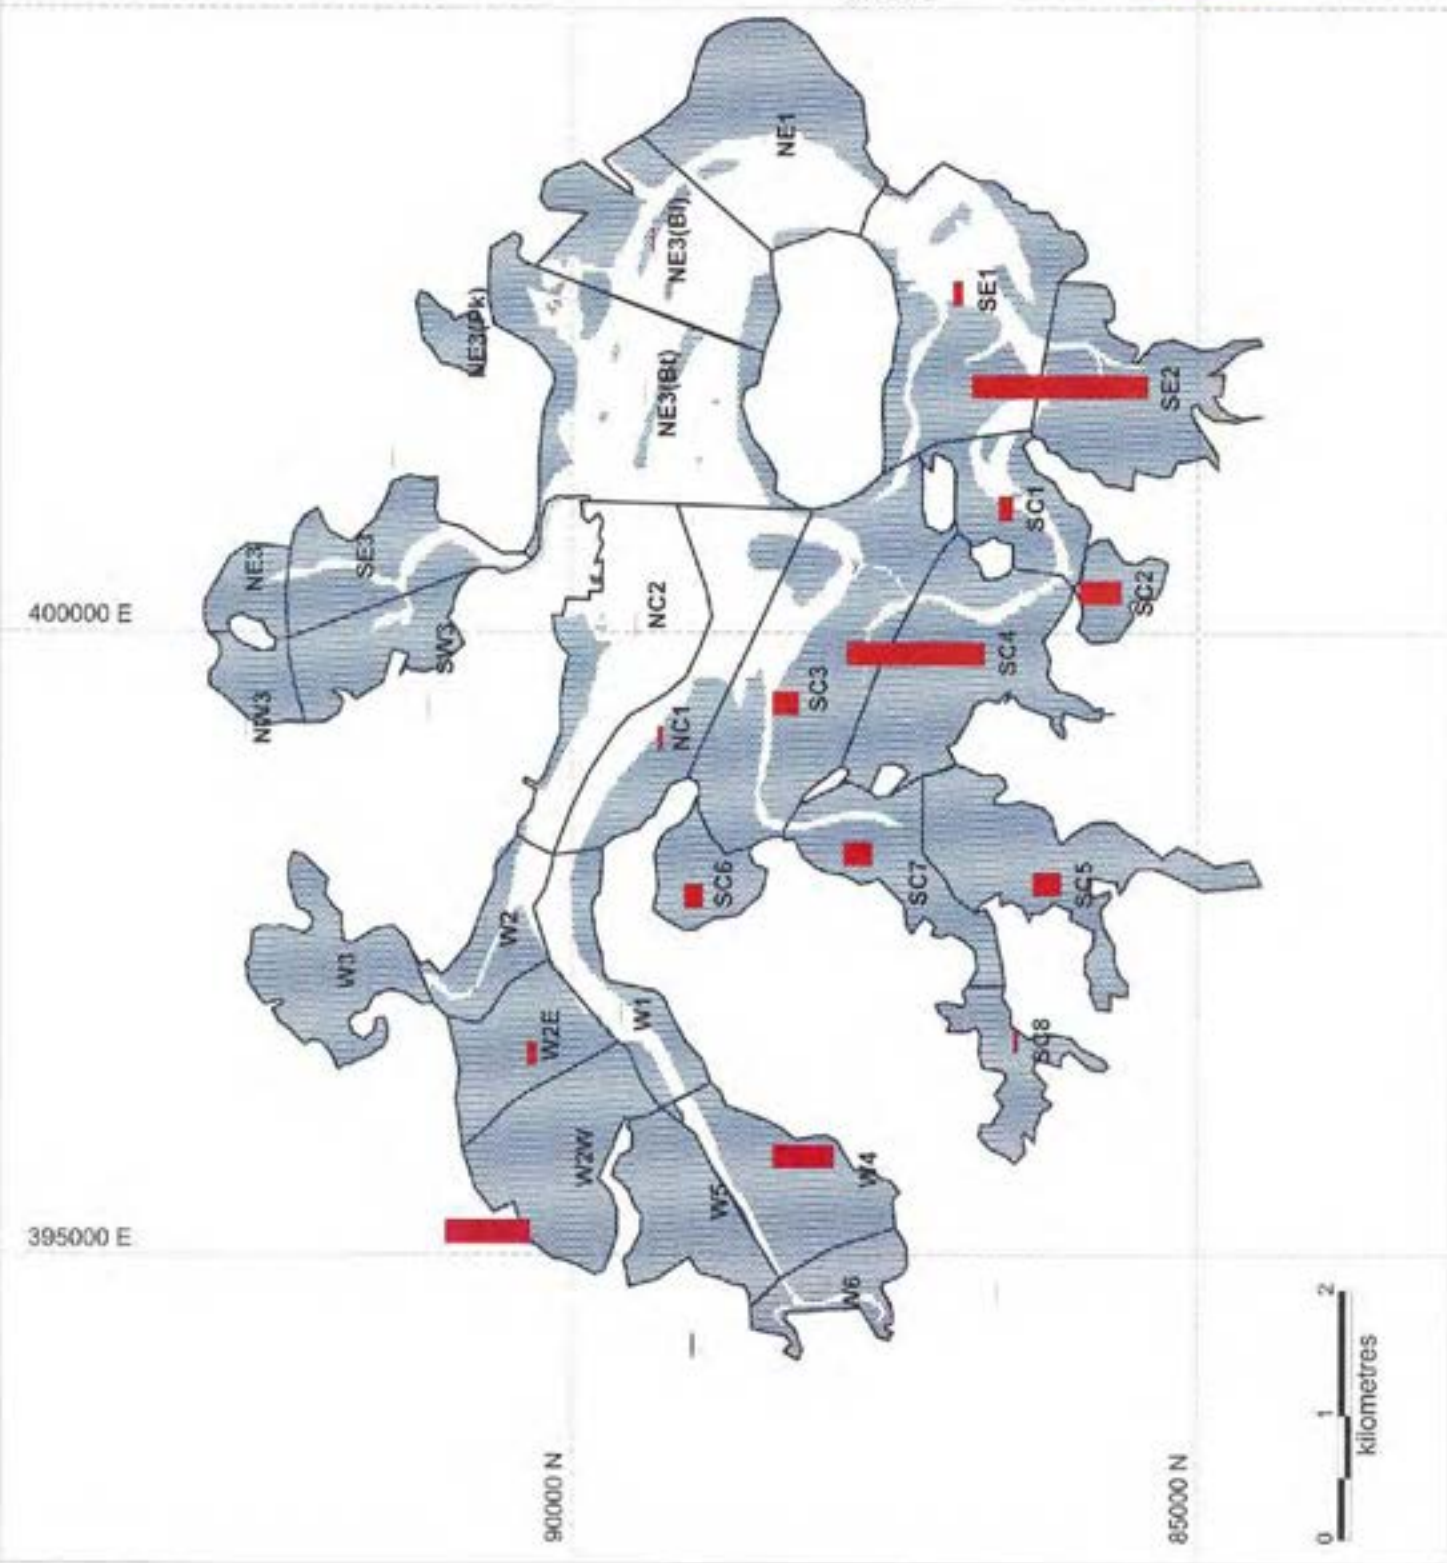 NE1
NE3(Bl)
NE3(Pk)
NE3(Bt)
SE1
SE2
NE3
SE3
SC1
SC2
400000 E
NC2
SW3
SC4
NW3
SC3
NC1
SC6
SC7
SC5
W2
W3
W1
W2E
SC8
W2W
W4
W5
395000 E
W6
90000 N
85000 N
0 1 2
kilometres